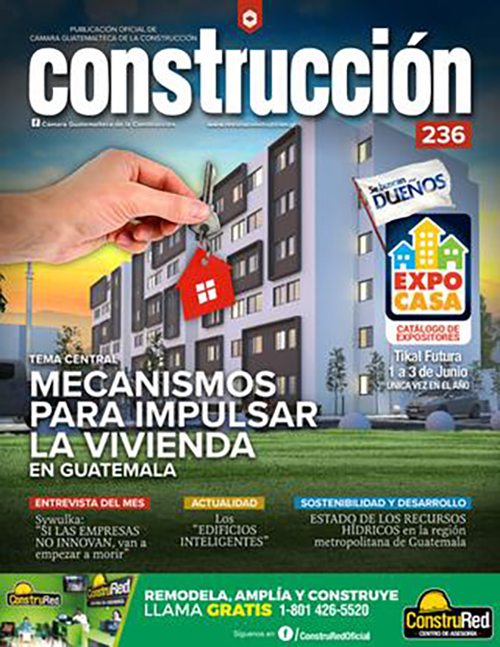 PUBLICACIÓN OFICIAL DE
CÁMARA GUATEMALTECA DE LA CONSTRUCCIÓN
construcción
Cámara Guatemalteca de la Construcción
236
Se buscan
DUEÑOS
EXPO
CASA
CATÁLOGO DE
EXPOSITORES
Tikal Futura
1 a 3 de Junio
ÚNICA VEZ EN EL AÑO
TEMA CENTRAL
MECANISMOS
PARA IMPULSAR
LA VIVIENDA
EN GUATEMALA
ENTREVISTA DEL MES
Sywulka:
"SI LAS EMPRESAS
NO INNOVAN, van a
empezar a morir"
ACTUALIDAD
Los
"EDIFICIOS
INTELIGENTES"
SOSTENIBILIDAD Y DESARROLLO
ESTADO DE LOS RECURSOS
HÍDRICOS en la región
metropolitana de Guatemala
ConstruRed
REMODELA, AMPLÍA Y CONSTRUYE
LLAMA GRATIS 1-801 426-5520
Síguenos en f /ConstruRedOficial
ConstruRed
CENTRO DE ASESORÍA